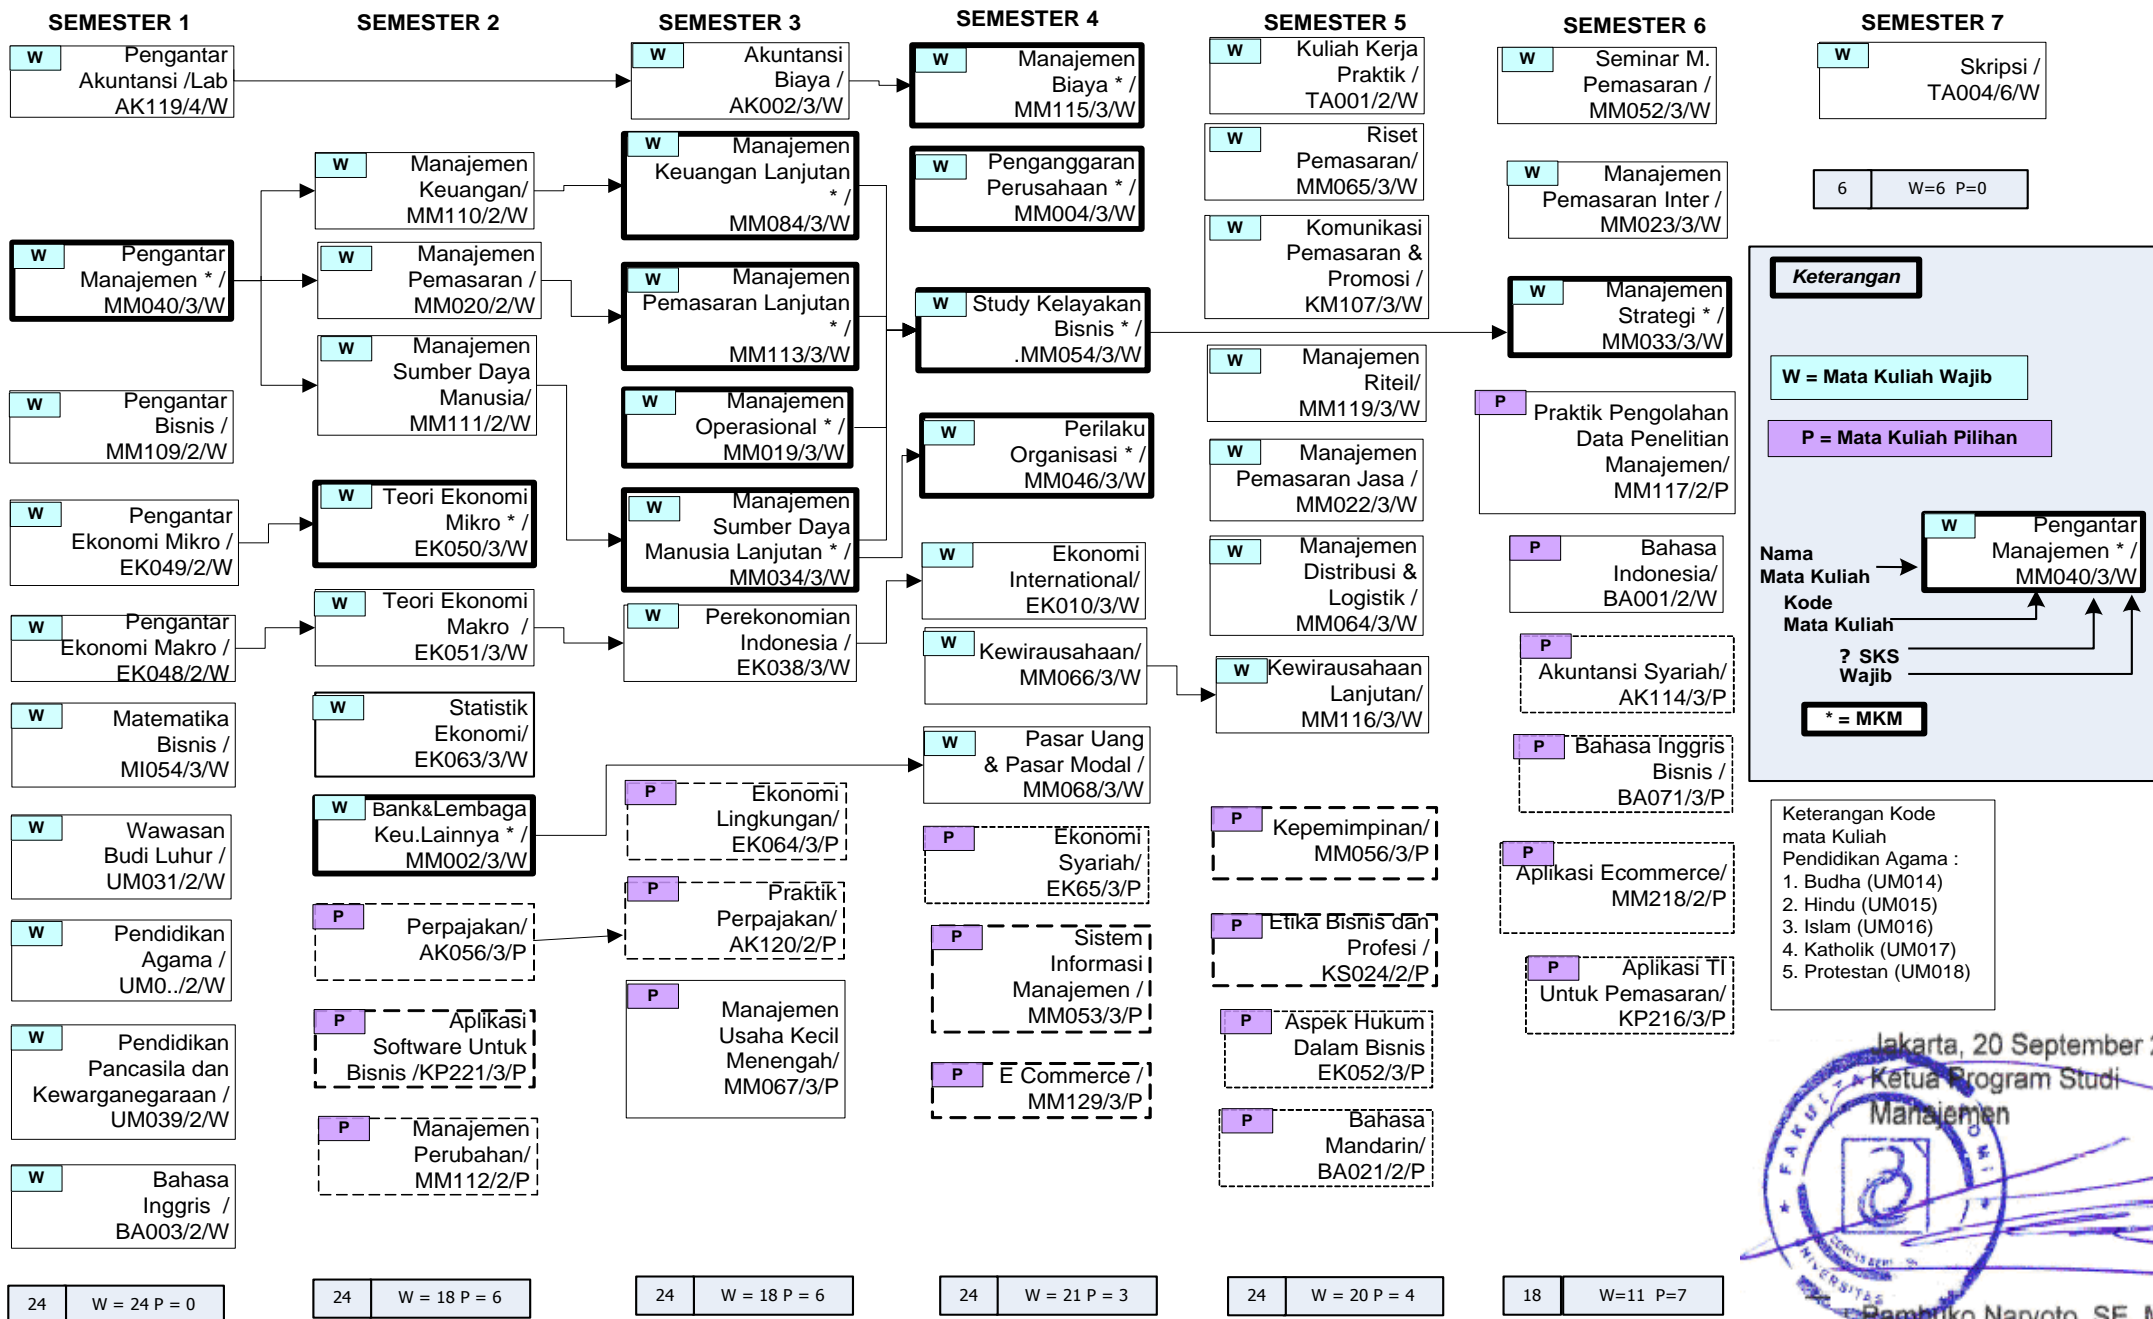 SEMESTER 1
W
Pengantar
Akuntansi /Lab
AK119/4/W
W
Pengantar
Manajemen * /
MM040/3/W
W
Pengantar
Bisnis /
MM109/2/W
W
Pengantar
Ekonomi Mikro /
EK049/2/W
W
Pengantar
Ekonomi Makro /
EK048/2/W
W
Matematika
Bisnis /
MI054/3/W
W
Wawasan
Budi Luhur /
UM031/2/W
W
Pendidikan
Agama /
UM0../2/W
W
Pendidikan
Pancasila dan
Kewarganegaraan /
UM039/2/W
W
Bahasa
Inggris /
BA003/2/W
24 W = 24 P = 0
SEMESTER 2
W
Manajemen
Keuangan/
MM110/2/W
W
Manajemen
Pemasaran /
MM020/2/W
W
Manajemen
Sumber Daya
Manusia/
MM111/2/W
W
Teori Ekonomi
Mikro * /
EK050/3/W
W
Teori Ekonomi
Makro /
EK051/3/W
W
Statistik
Ekonomi/
EK063/3/W
W
Bank&Lembaga
Keu.Lainnya * /
MM002/3/W
P
Perpajakan/
AK056/3/P
P
Aplikasi
Software Untuk
Bisnis /KP221/3/P
P
Manajemen
Perubahan/
MM112/2/P
24 W = 18 P = 6
SEMESTER 3
W
Akuntansi
Biaya /
AK002/3/W
W
Manajemen
Keuangan Lanjutan
* /
MM084/3/W
W
Manajemen
Pemasaran Lanjutan
* /
MM113/3/W
W
Manajemen
Operasional * /
MM019/3/W
W
Manajemen
Sumber Daya
Manusia Lanjutan * /
MM034/3/W
W
Perekonomian
Indonesia /
EK038/3/W
P
Ekonomi
Lingkungan/
EK064/3/P
P
Praktik
Perpajakan/
AK120/2/P
P
Manajemen
Usaha Kecil
Menengah/
MM067/3/P
24 W = 18 P = 6
SEMESTER 4
W
Manajemen
Biaya * /
MM115/3/W
W
Penganggaran
Perusahaan * /
MM004/3/W
W
Study Kelayakan
Bisnis * /
.MM054/3/W
W
Perilaku
Organisasi * /
MM046/3/W
W
Ekonomi
International/
EK010/3/W
W
Kewirausahaan/
MM066/3/W
W
Pasar Uang
& Pasar Modal /
MM068/3/W
P
Ekonomi
Syariah/
EK65/3/P
P
Sistem
Informasi
Manajemen /
MM053/3/P
P
E Commerce /
MM129/3/P
24 W = 21 P = 3
SEMESTER 5
W
Kuliah Kerja
Praktik /
TA001/2/W
W
Riset
Pemasaran/
MM065/3/W
W
Komunikasi
Pemasaran &
Promosi /
KM107/3/W
W
Manajemen
Riteil/
MM119/3/W
W
Manajemen
Pemasaran Jasa /
MM022/3/W
W
Manajemen
Distribusi &
Logistik /
MM064/3/W
W
Kewirausahaan
Lanjutan/
MM116/3/W
P
Kepemimpinan/
MM056/3/P
P
Etika Bisnis dan
Profesi /
KS024/2/P
P
Aspek Hukum
Dalam Bisnis
EK052/3/P
P
Bahasa
Mandarin/
BA021/2/P
24 W = 20 P = 4
SEMESTER 6
W
Seminar M.
Pemasaran /
MM052/3/W
W
Manajemen
Pemasaran Inter /
MM023/3/W
W
Manajemen
Strategi * /
MM033/3/W
P
Praktik Pengolahan
Data Penelitian
Manajemen/
MM117/2/P
P
Bahasa
Indonesia/
BA001/2/W
P
Akuntansi Syariah/
AK114/3/P
P
Bahasa Inggris
Bisnis /
BA071/3/P
P
Aplikasi Ecommerce/
MM218/2/P
P
Aplikasi TI
Untuk Pemasaran/
KP216/3/P
18 W=11 P=7
SEMESTER 7
W
Skripsi /
TA004/6/W
6 W=6 P=0
Keterangan
W = Mata Kuliah Wajib
P = Mata Kuliah Pilihan
W
Pengantar
Manajemen * /
MM040/3/W
Nama
Mata Kuliah
Kode
Mata Kuliah
? SKS
Wajib
* = MKM
Keterangan Kode
mata Kuliah
Pendidikan Agama :
1. Budha (UM014)
2. Hindu (UM015)
3. Islam (UM016)
4. Katholik (UM017)
5. Protestan (UM018)
Jakarta, 20 September
Ketua Program Studi
Manajemen
FAKULTAS
UNIVERSITAS
Naryoto, SE, M